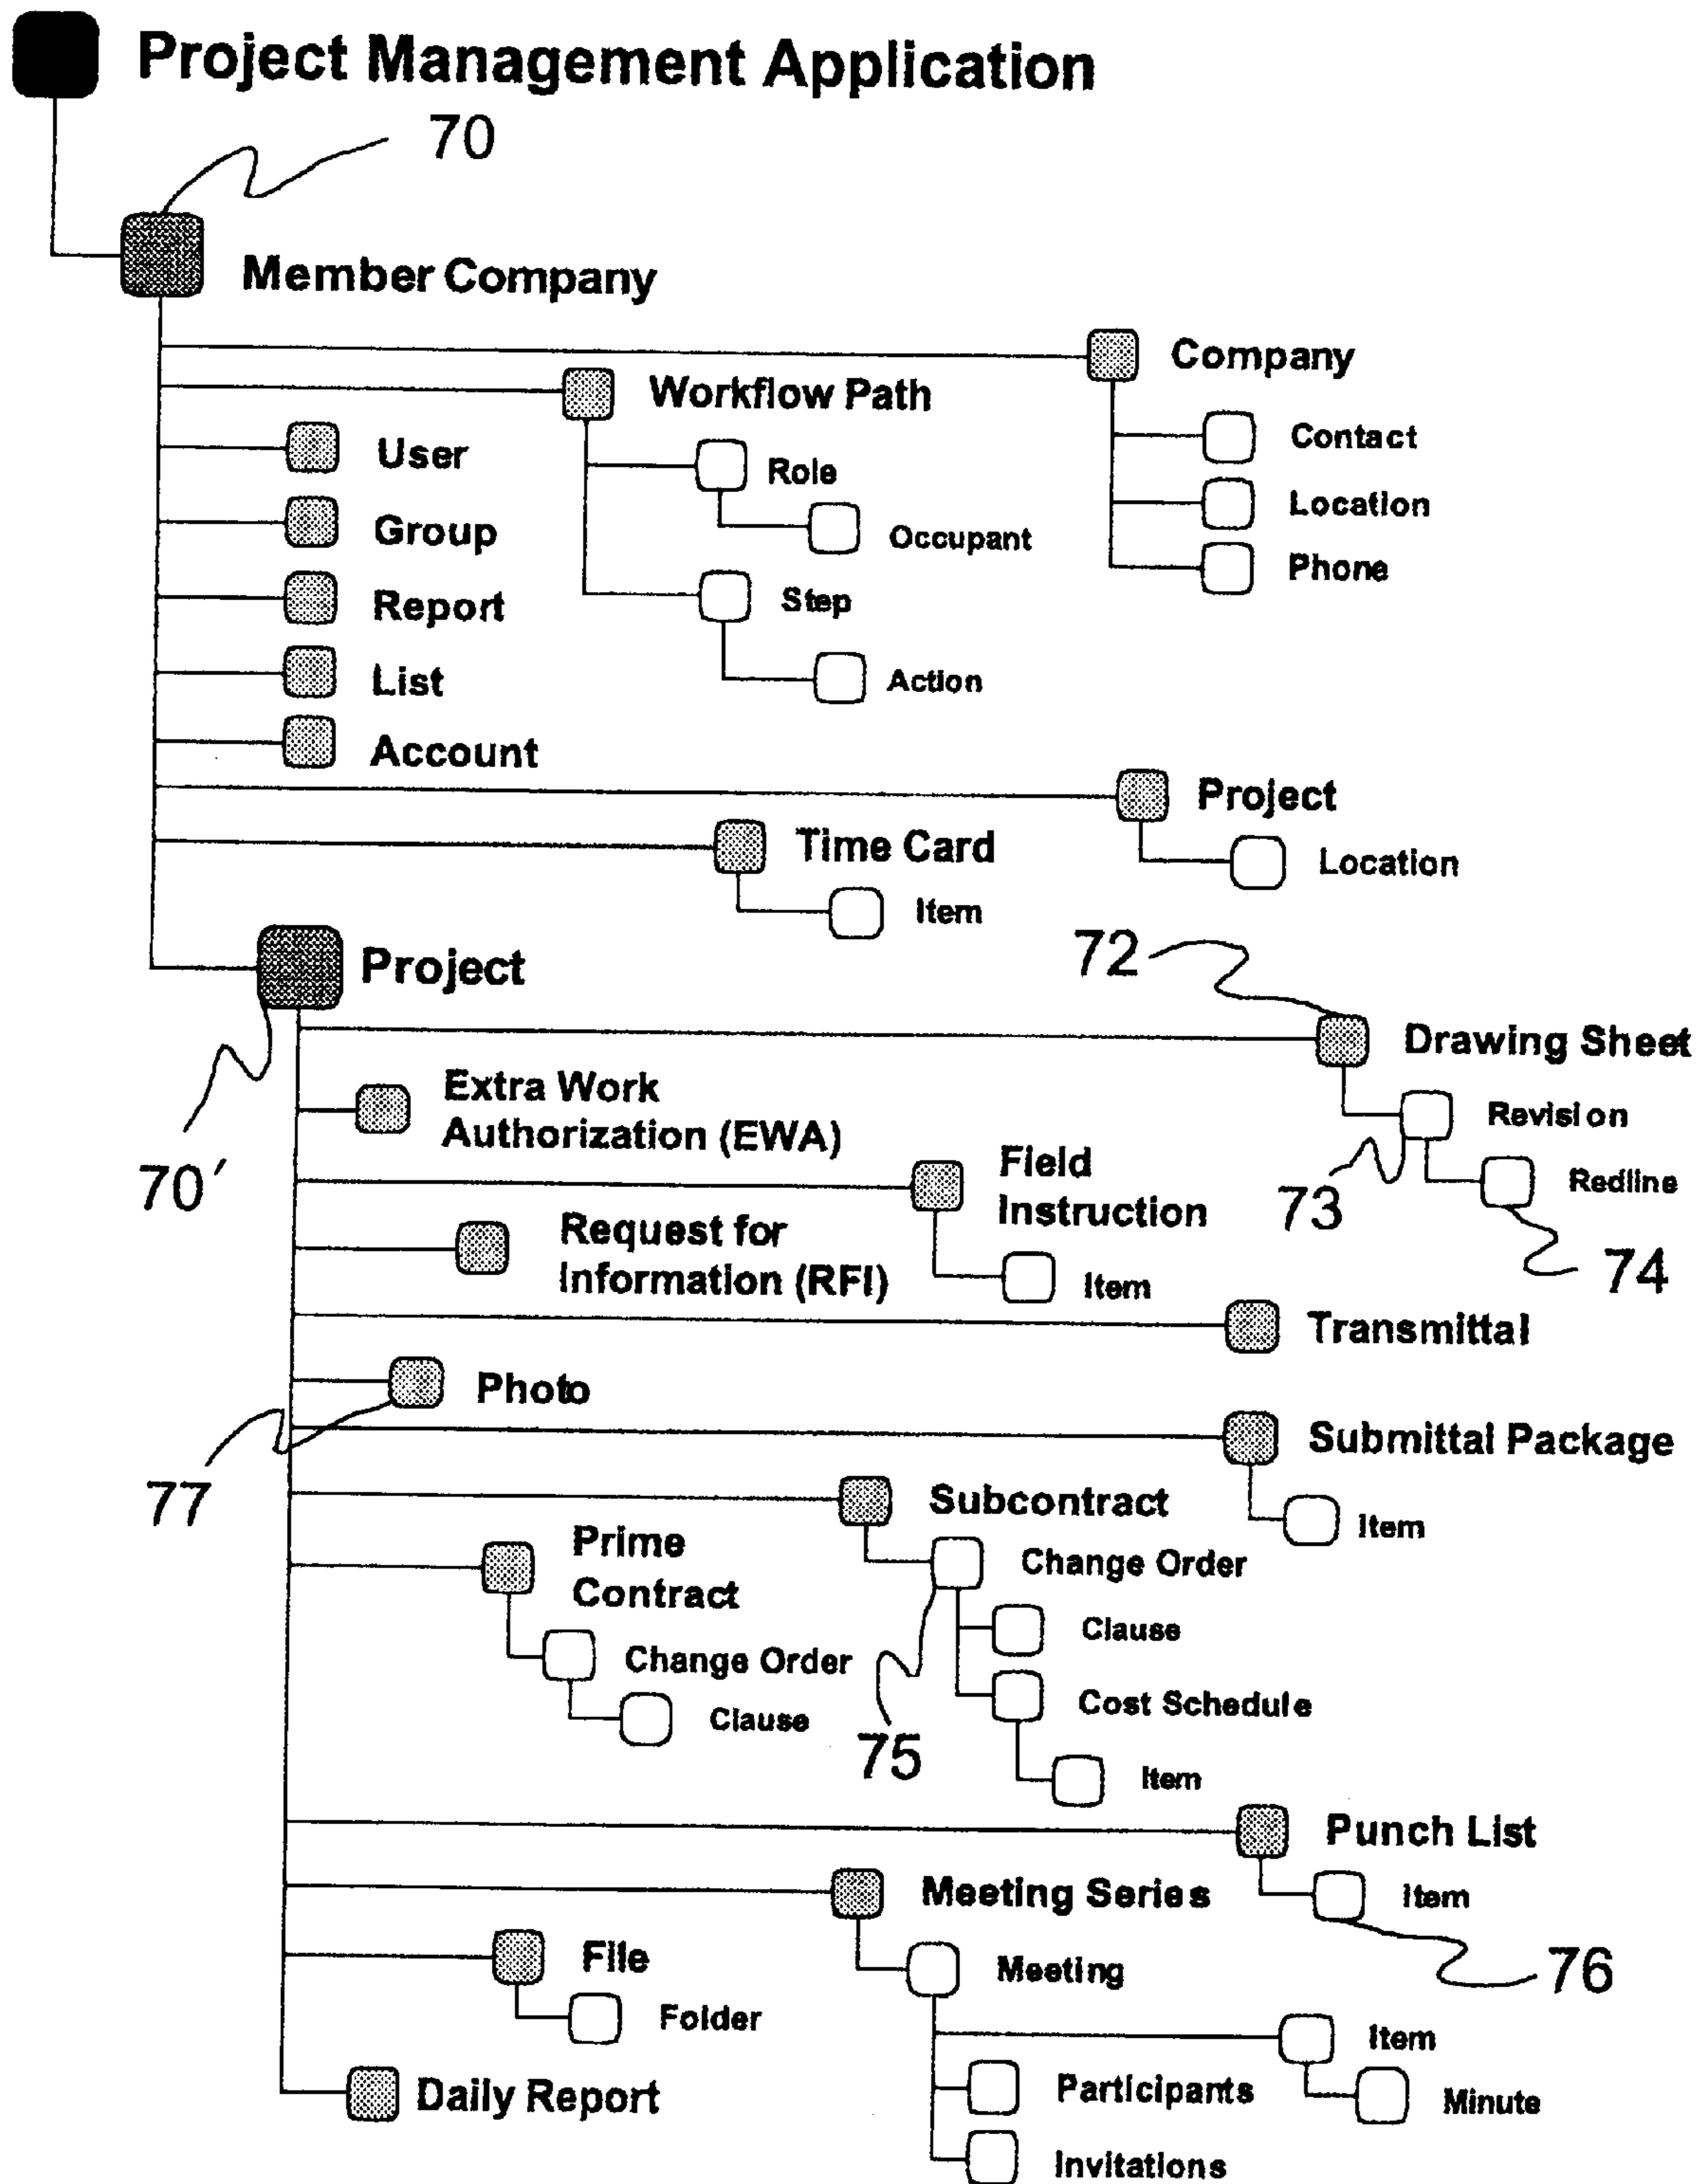 Project Management Application
70
Member Company
Company
Workflow Path
Contact
User
Role
Location
Group
Occupant
Phone
Report
Step
List
Action
Account
Project
Time Card
Location
Item
72
Project
Drawing Sheet
Extra Work
Authorization (EWA)
Revision
70'
Field
Instruction
73
Redline
Request for
Information (RFI)
Item
74
Transmittal
Photo
Submittal Package
77
Subcontract
Item
Prime
Contract
Change Order
Clause
Change Order
Cost Schedule
Clause
75
Item
Punch List
Meeting Series
Item
File
Meeting
76
Folder
Item
Daily Report
Participants
Minute
Invitations